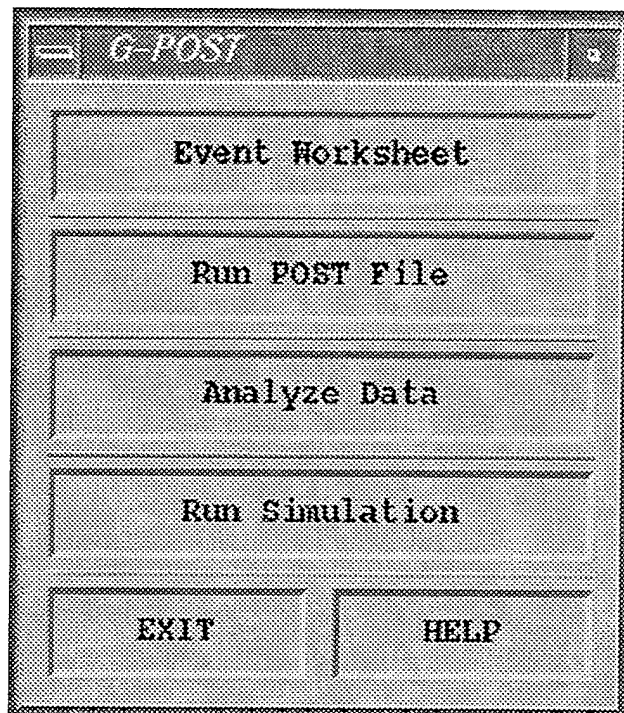 G-POST
Event Worksheet
Run POST File
Analyze Data
Run Simulation
EXIT HELP